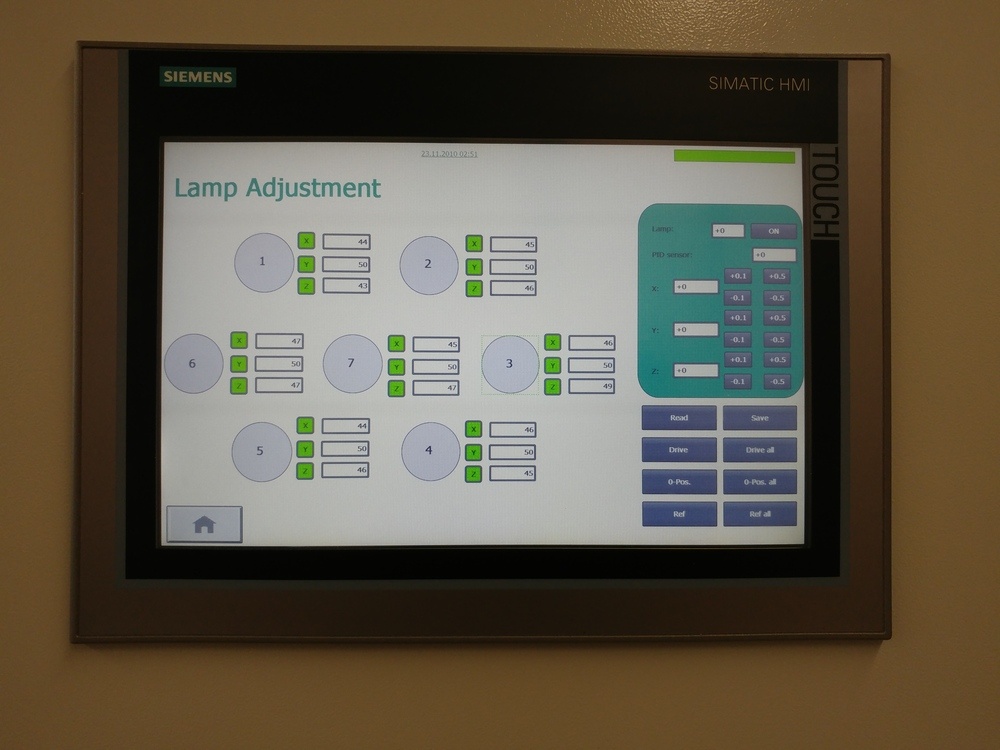 SIEMENS
SIMATIC HMI
TOUCH
23.11.2010 02:51
Lamp Adjustment
1 X 44
Y 50
Z 43
2 X 45
Y 50
Z 46
6 X 47
Y 50
Z 47
7 X 45
Y 50
Z 47
3 X 46
Y 50
Z 49
5 X 44
Y 50
Z 46
4 X 46
Y 50
Z 45
Lamp: +0 ON
PID sensor: +0
+0.1 +0.5
X: +0
-0.1 -0.5
+0.1 +0.5
Y: +0
-0.1 -0.5
+0.1 +0.5
Z: +0
-0.1 -0.5
Read Save
Drive Drive all
0-Pos. 0-Pos. all
Ref Ref all